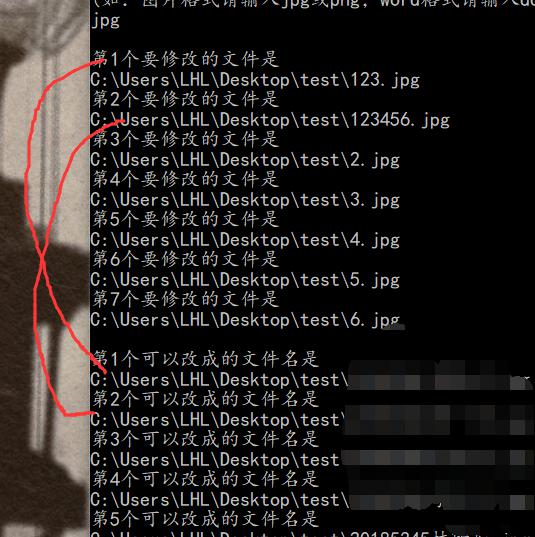 (如：图片格式请输入jpg或png，word格式请输入do
jpg
第1个要修改的文件是
C:\Users\LHL\Desktop\test\123.jpg
第2个要修改的文件是
C:\Users\LHL\Desktop\test\123456.jpg
第3个要修改的文件是
C:\Users\LHL\Desktop\test\2.jpg
第4个要修改的文件是
C:\Users\LHL\Desktop\test\3.jpg
第5个要修改的文件是
C:\Users\LHL\Desktop\test\4.jpg
第6个要修改的文件是
C:\Users\LHL\Desktop\test\5.jpg
第7个要修改的文件是
C:\Users\LHL\Desktop\test\6.jpg
第1个可以改成的文件名是
C:\Users\LHL\Desktop\test\
第2个可以改成的文件名是
C:\Users\LHL\Desktop\test\
第3个可以改成的文件名是
C:\Users\LHL\Desktop\test\
第4个可以改成的文件名是
C:\Users\LHL\Desktop\test\
第5个可以改成的文件名是
C:\Users\LHL\Desktop\test\20185245